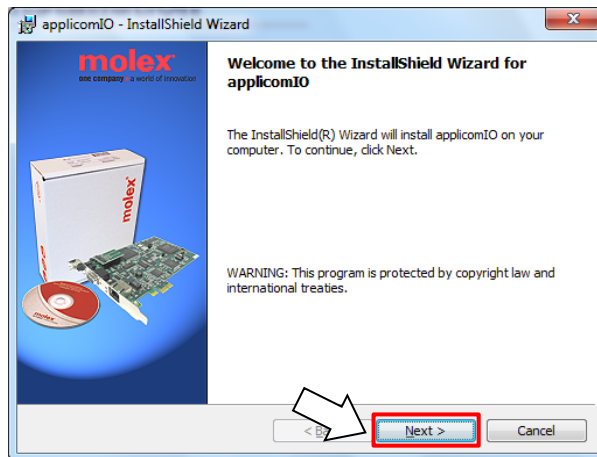 applicomIO - InstallShield Wizard
molex
one company a world of innovation
Welcome to the InstallShield Wizard for
applicomIO
The InstallShield(R) Wizard will install applicomIO on your
computer. To continue, click Next.
molex
molex
WARNING: This program is protected by copyright law and
international treaties.
Next >
Cancel